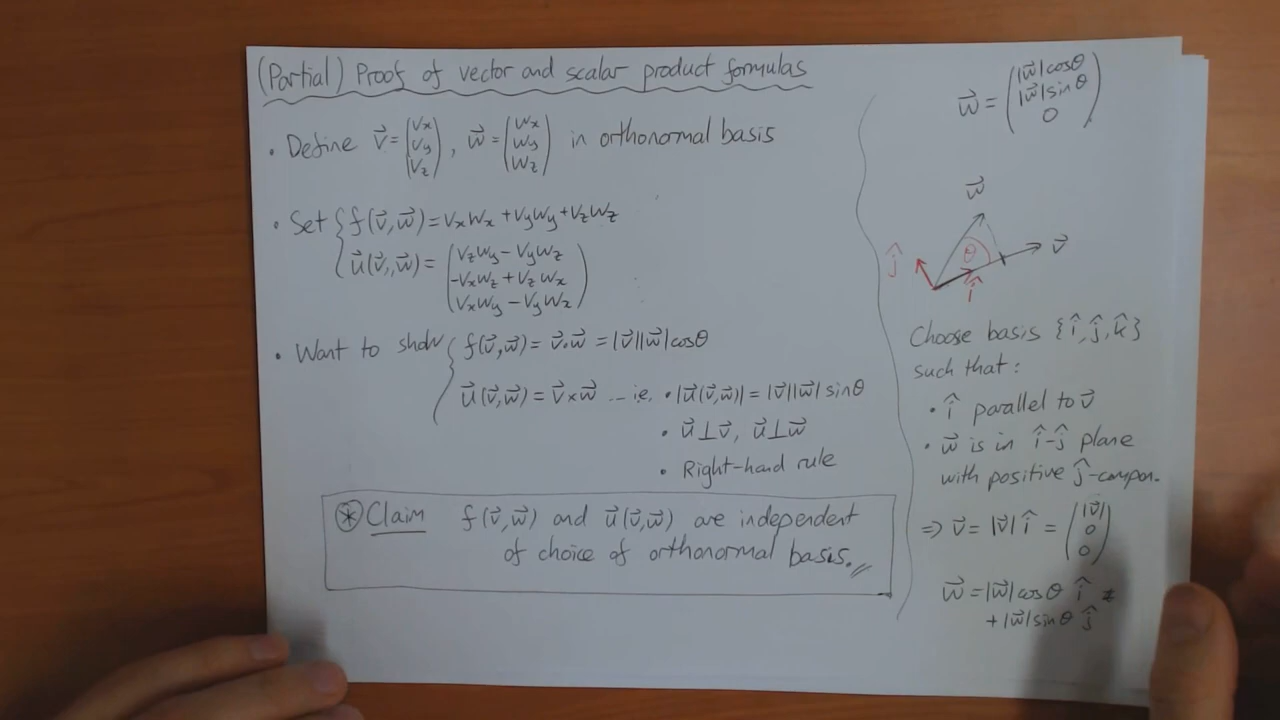 (Partial) Proof of vector and scalar product formulas
• Define v⃗ = (Vx Vy Vz), w⃗ = (Wx Wy Wz) in orthonormal basis
• Set { f(v⃗,w⃗) = VxWx + VyWy + VzWz
u⃗(v⃗,w⃗) = (VzWy − VyWz
−VxWz + VzWx
VxWy − VyWx)
• Want to show { f(v⃗,w⃗) = v⃗·w⃗ = |v⃗||w⃗|cosθ
u⃗(v⃗,w⃗) = v⃗×w⃗ ... i.e. • |u⃗(v⃗,w⃗)| = |v⃗||w⃗| sinθ
• u⃗⊥v⃗, u⃗⊥w⃗
• Right-hand rule
⊛ Claim f(v⃗,w⃗) and u⃗(v⃗,w⃗) are independent
of choice of orthonormal basis.//
w⃗ = (|w⃗|cosθ |w⃗|sinθ 0)
w⃗
v⃗
θ
ĵ
î
Choose basis {î,ĵ,k̂}
such that:
• î parallel to v⃗
• w⃗ is in î-ĵ plane
with positive ĵ-compon.
⇒ v⃗ = |v⃗| î = (|v⃗| 0 0)
w⃗ = |w⃗|cosθ î
+ |w⃗|sinθ ĵ